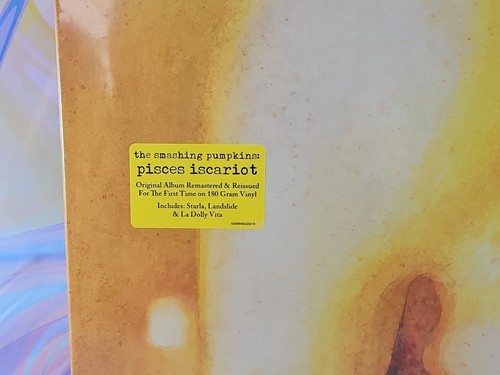 the smashing pumpkins:
pisces iscariot
Original Album Remastered & Reissued
For The First Time on 180 Gram Vinyl
Includes: Starla, Landslide
& La Dolly Vita